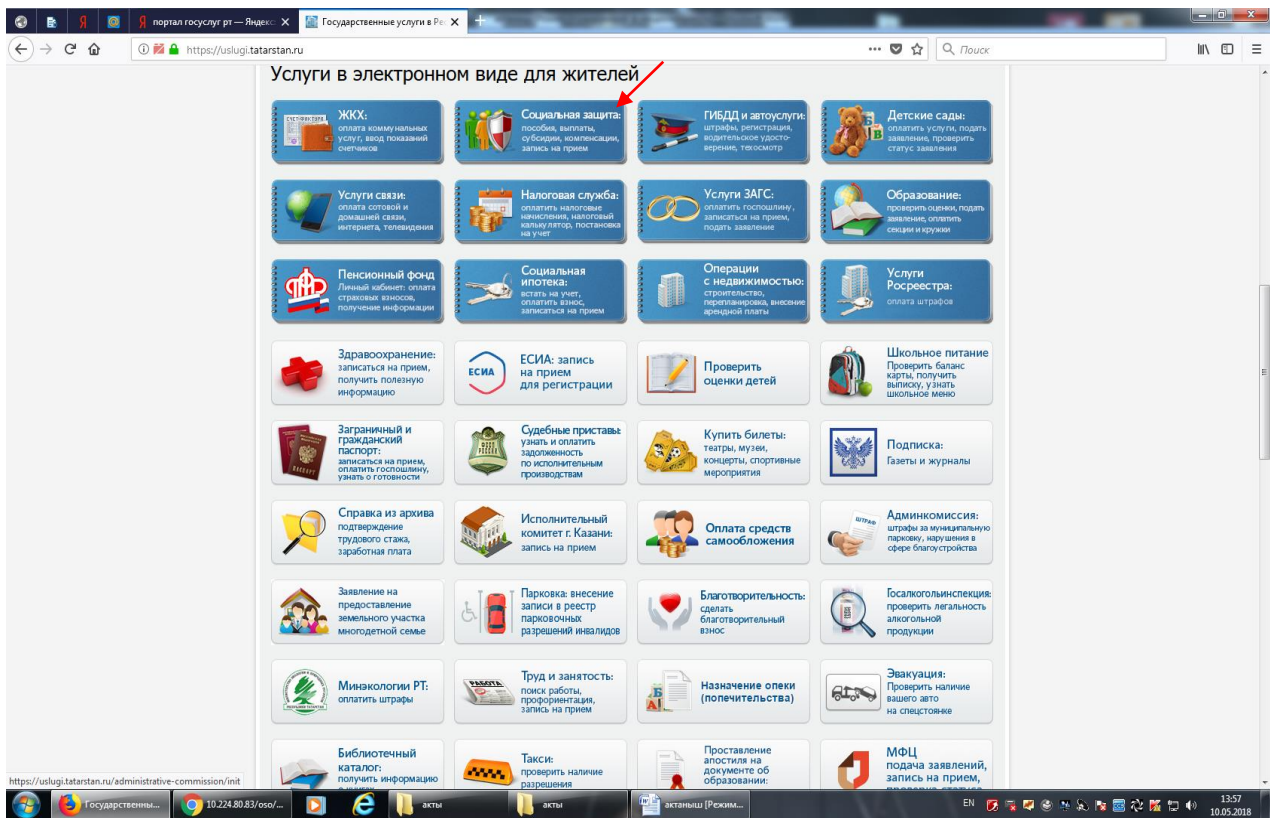 портал госуслуг рт — Яндекс
Государственные услуги в Рес
https://uslugi.tatarstan.ru
Поиск
Услуги в электронном виде для жителей
ЖКХ:
оплата коммунальных
услуг, ввод показаний
счетчиков
Социальная защита:
пособия, выплаты,
субсидии, компенсации,
запись на прием
ГИБДД и автоуслуги:
штрафы, регистрация,
водительское удосто-
верение, техосмотр
Детские сады:
оплатить услуги, подать
заявление, проверить
статус заявления
Услуги связи:
оплата сотовой и
домашней связи,
интернета, телевидения
Налоговая служба:
оплатить налоговые
начисления, налоговый
калькулятор, постановка
на учет
Услуги ЗАГС:
оплатить госпошлину,
записаться на прием,
подать заявление
Образование:
проверить оценки, подать
заявление, оплатить
секции и кружки
Пенсионный фонд
Личный кабинет: оплата
страховых взносов,
получение информации
Социальная
ипотека:
встать на учет,
оплатить взнос,
записаться на прием
Операции
с недвижимостью:
строительство,
перепланировка, внесение
арендной платы
Услуги
Росреестра:
оплата штрафов
Здравоохранение:
записаться на прием,
получить полезную
информацию
ЕСИА
ЕСИА: запись
на прием
для регистрации
Проверить
оценки детей
Школьное питание
Проверить баланс
карты, получить
выписку, узнать
школьное меню
Заграничный и
гражданский
паспорт:
записаться на прием,
оплатить госпошлину,
узнать о готовности
Судебные приставы:
узнать и оплатить
задолженность
по исполнительным
производствам
Купить билеты:
театры, музеи,
концерты, спортивные
мероприятия
Подписка:
Газеты и журналы
Справка из архива
подтверждение
трудового стажа,
заработная плата
Исполнительный
комитет г. Казани:
запись на прием
Оплата средств
самообложения
ШТРАФ
Админкомиссия:
штрафы за муниципальную
парковку, нарушения в
сфере благоустройства
Заявление на
предоставление
земельного участка
многодетной семье
Парковка: внесение
записи в реестр
парковочных
разрешений инвалидов
Благотворительность:
сделать
благотворительный
взнос
Госалкогольинспекция:
проверить легальность
алкогольной
продукции
Минэкологии РТ:
оплатить штрафы
РАБОТА
Труд и занятость:
поиск работы,
профориентация,
запись на прием
Назначение опеки
(попечительства)
Эвакуация:
Проверить наличие
вашего авто
на спецстоянке
Библиотечный
каталог:
получить информацию
Такси:
проверить наличие
разрешения
Проставление
апостиля на
документе об
образовании:
МФЦ
подача заявлений,
запись на прием,
проверка статуса
https://uslugi.tatarstan.ru/administrative-commission/init
Государственны...
10.224.80.83/oso/...
акты
акты
актаныш [Режим...
EN
13:57
10.05.2018